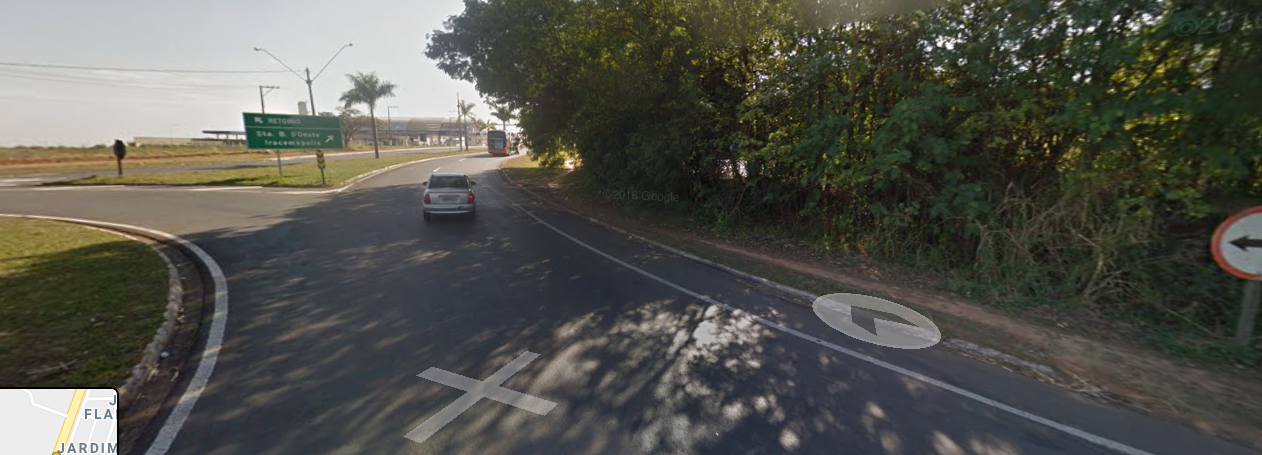 RETORNO
Sta. B. D'Oeste
Iracemápolis
©2015 Google
J
FLA
JARDIM